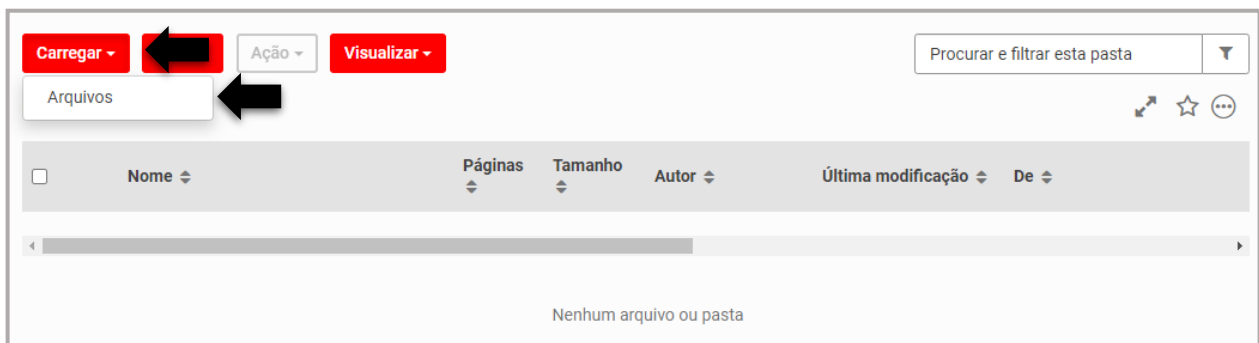 Carregar
Ação
Visualizar
Procurar e filtrar esta pasta
Arquivos
Nome
Páginas
Tamanho
Autor
Última modificação
De
Nenhum arquivo ou pasta